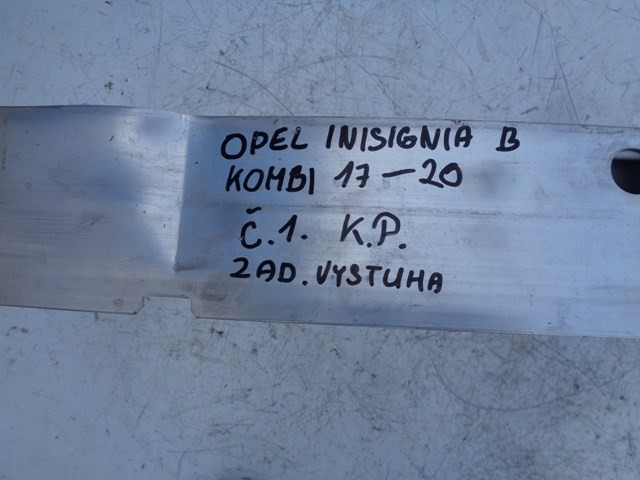 OPEL INISIGNIA B
KOMBI 17-20
Č.1. K.P.
ZAD. VYSTUHA